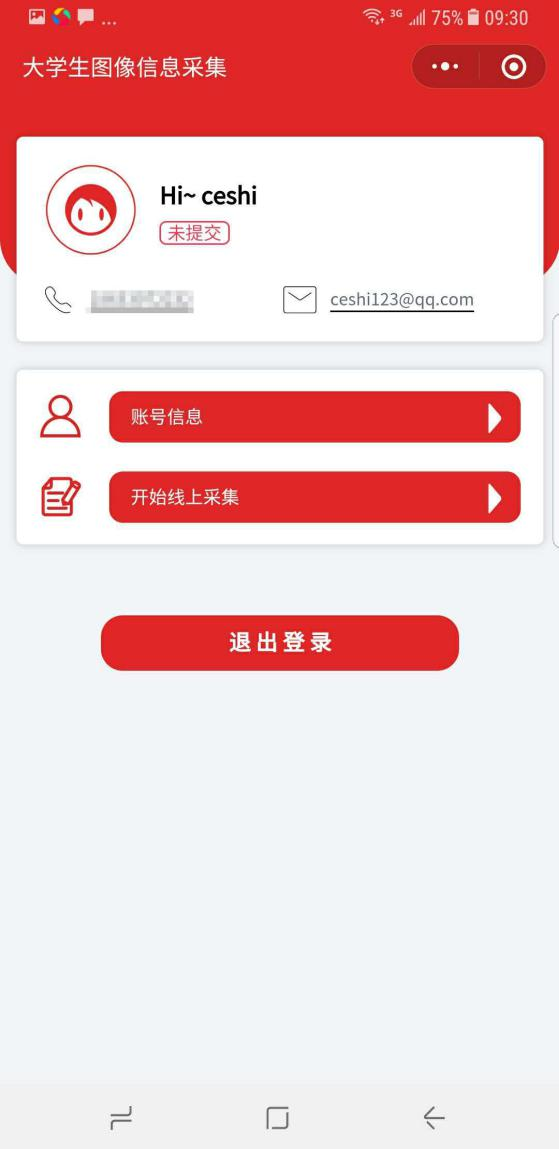 ... 3G 75% 09:30
大学生图像信息采集
Hi~ ceshi
未提交
ceshi123@qq.com
账号信息
开始线上采集
退出登录